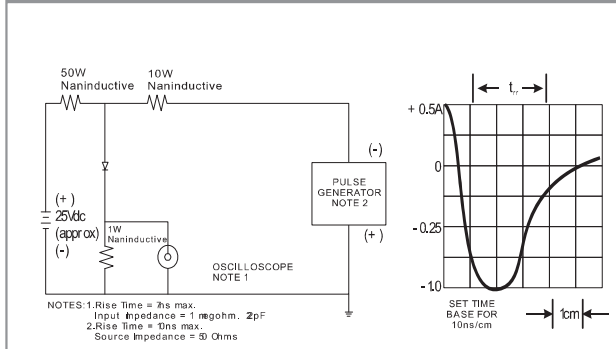 50W
Naninductive
10W
Naninductive
(+)
25Vdc
(approx)
(-)
1W
Naninductive
OSCILLOSCOPE
NOTE 1
(-)
PULSE
GENERATOR
NOTE 2
(+)
NOTES: 1.Rise Time = 7ns max.
Input Impedance = 1 megohm. 22pF
2.Rise Time = 10ns max.
Source Impedance = 50 Ohms
trr
+ 0.5A
0
- 0.25
- 1.0
SET TIME
BASE FOR
10ns/cm
1cm